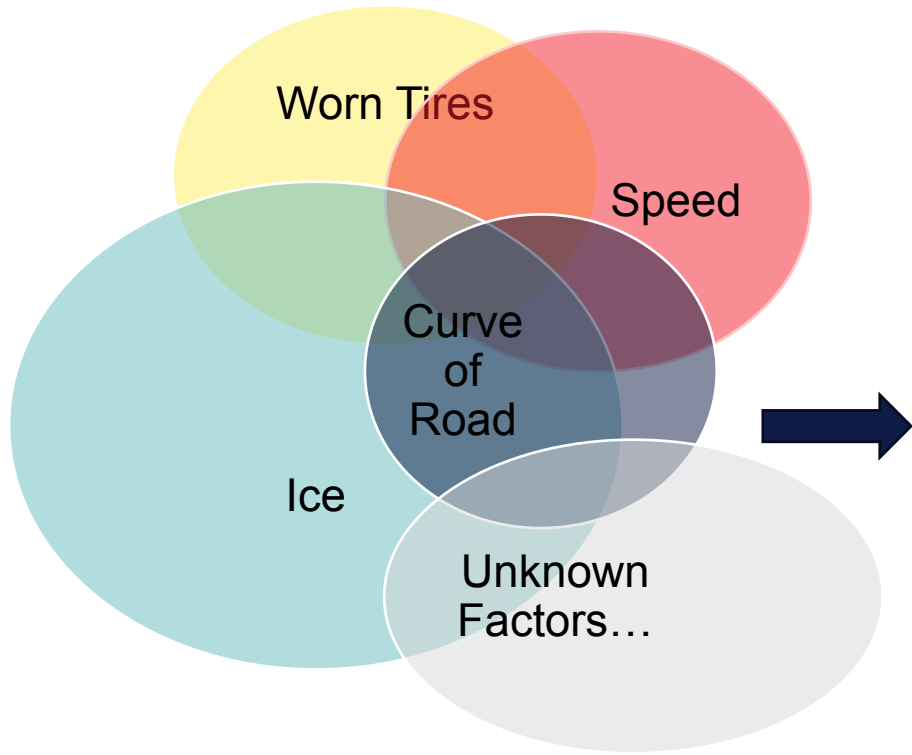 Worn Tires
Speed
Curve
of
Road
Ice
Unknown
Factors…